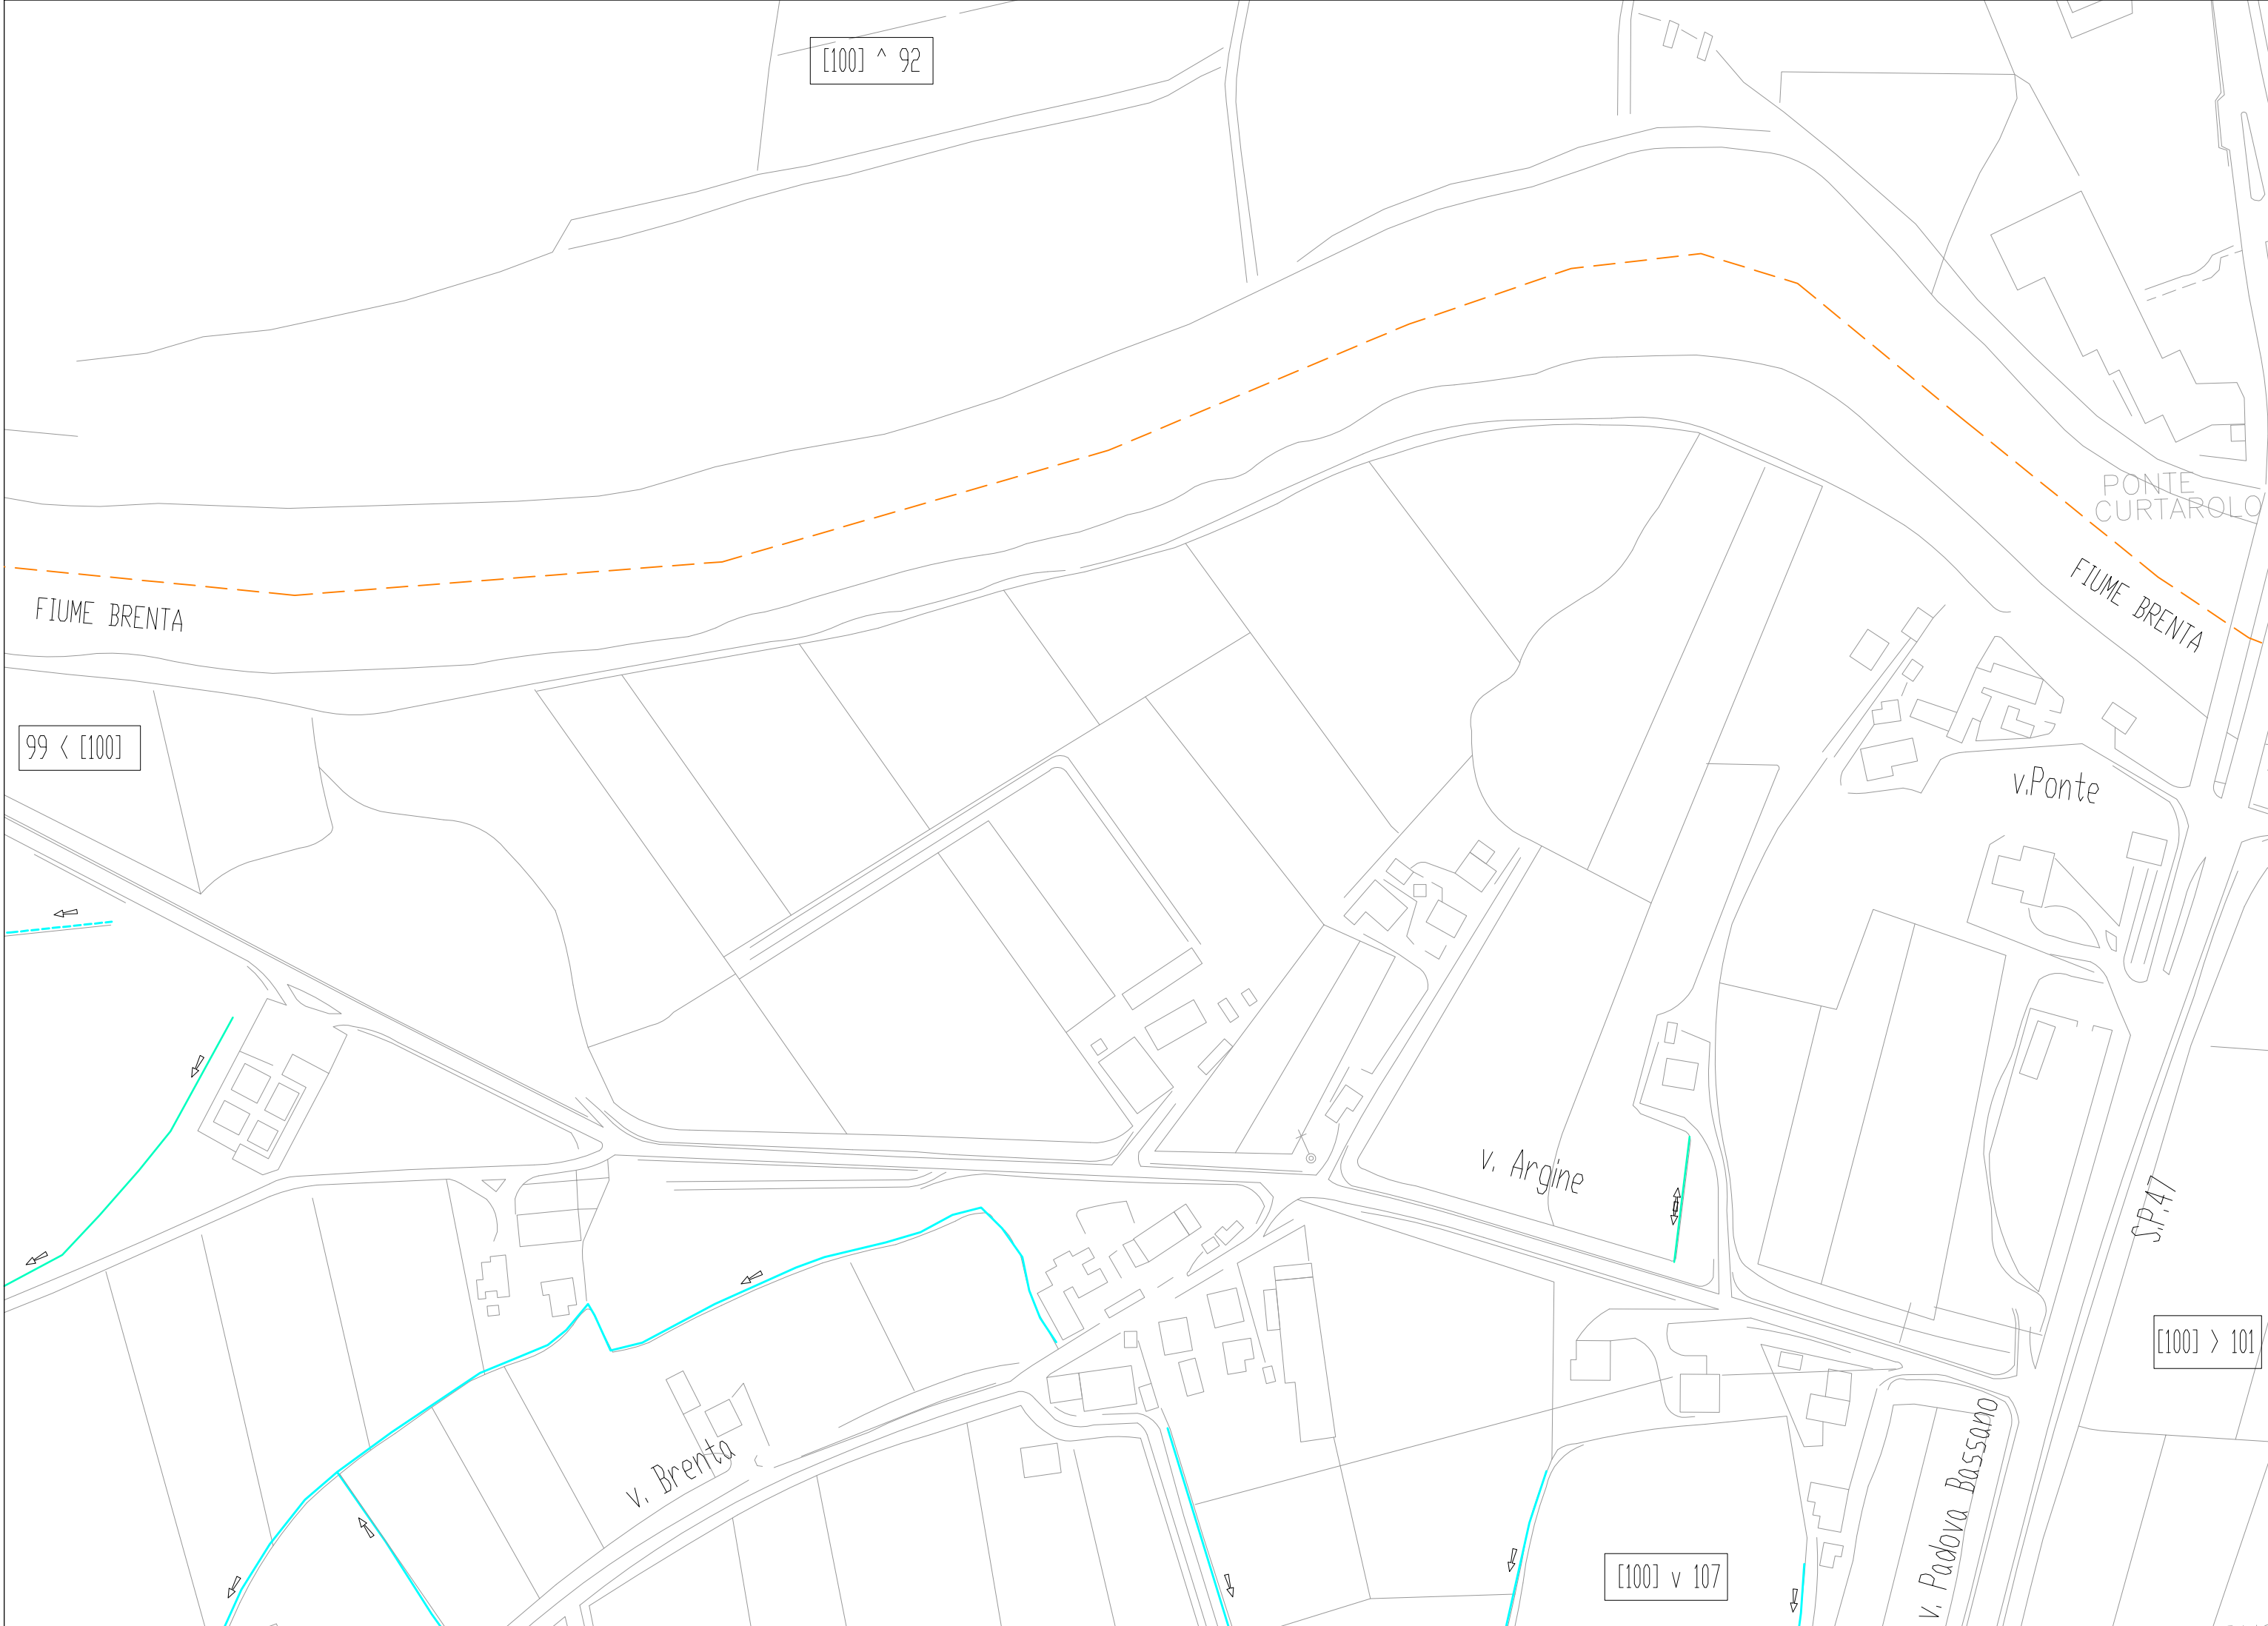 [100] ^ 92
PONTE
CURTAROLO
FIUME BRENTA
FIUME BRENTA
99 < [100]
v.Ponte
v. Argine
S.P.47
[100] > 101
v. Brenta
v. Padova Bassano
[100] v 107